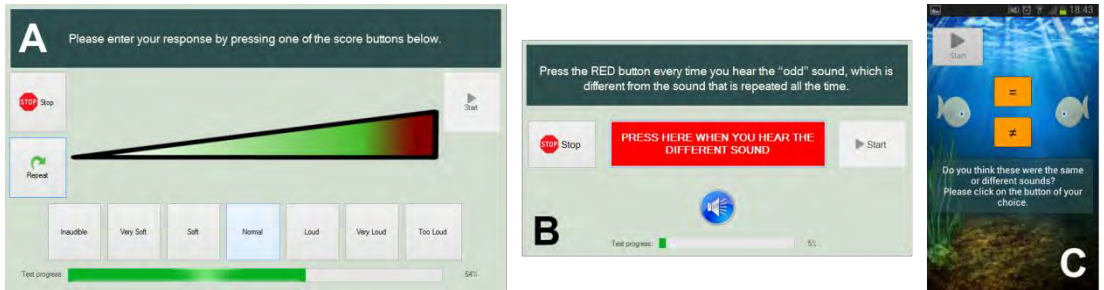 A
Please enter your response by pressing one of the score buttons below.
STOP Stop
Start
Repeat
Inaudible
Very Soft
Soft
Normal
Loud
Very Loud
Too Loud
Test progress:
64%
Press the RED button every time you hear the “odd” sound, which is
different from the sound that is repeated all the time.
STOP Stop
PRESS HERE WHEN YOU HEAR THE
DIFFERENT SOUND
Start
B
Test progress:
5%
18:43
Start
=
≠
Do you think these were the same
or different sounds?
Please click on the button of your
choice.
C